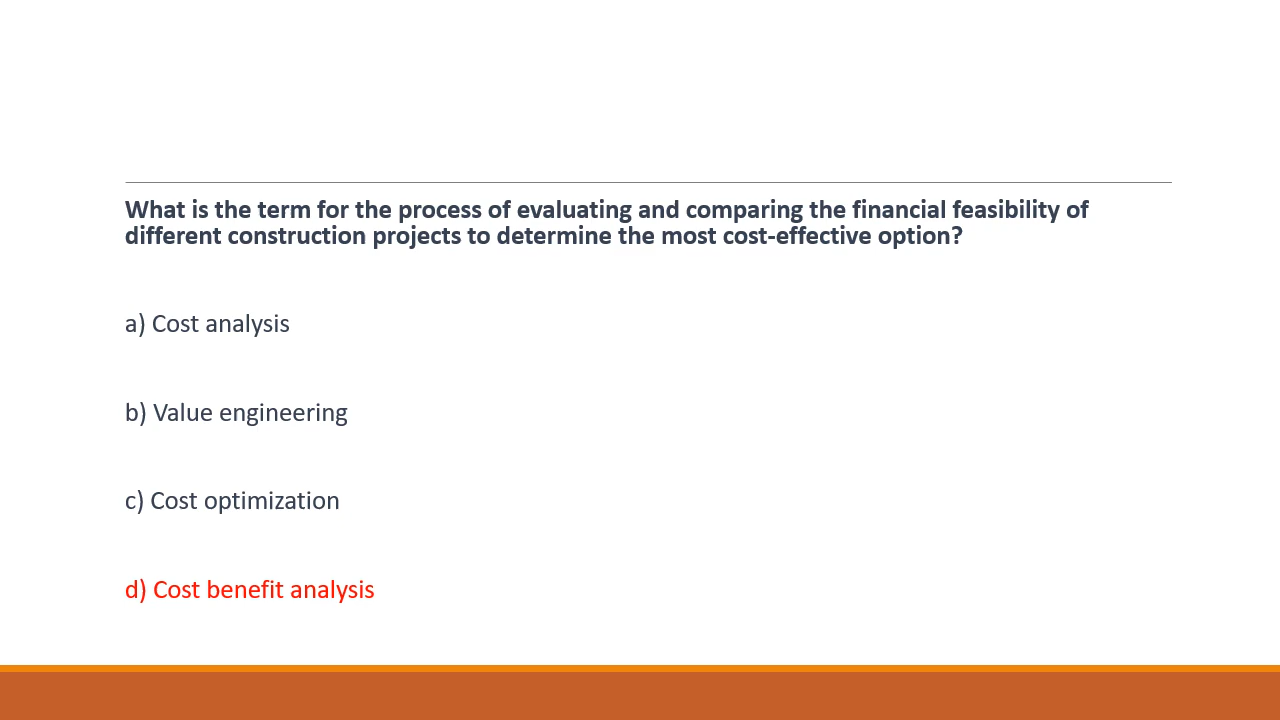 What is the term for the process of evaluating and comparing the financial feasibility of
different construction projects to determine the most cost-effective option?
a) Cost analysis
b) Value engineering
c) Cost optimization
d) Cost benefit analysis